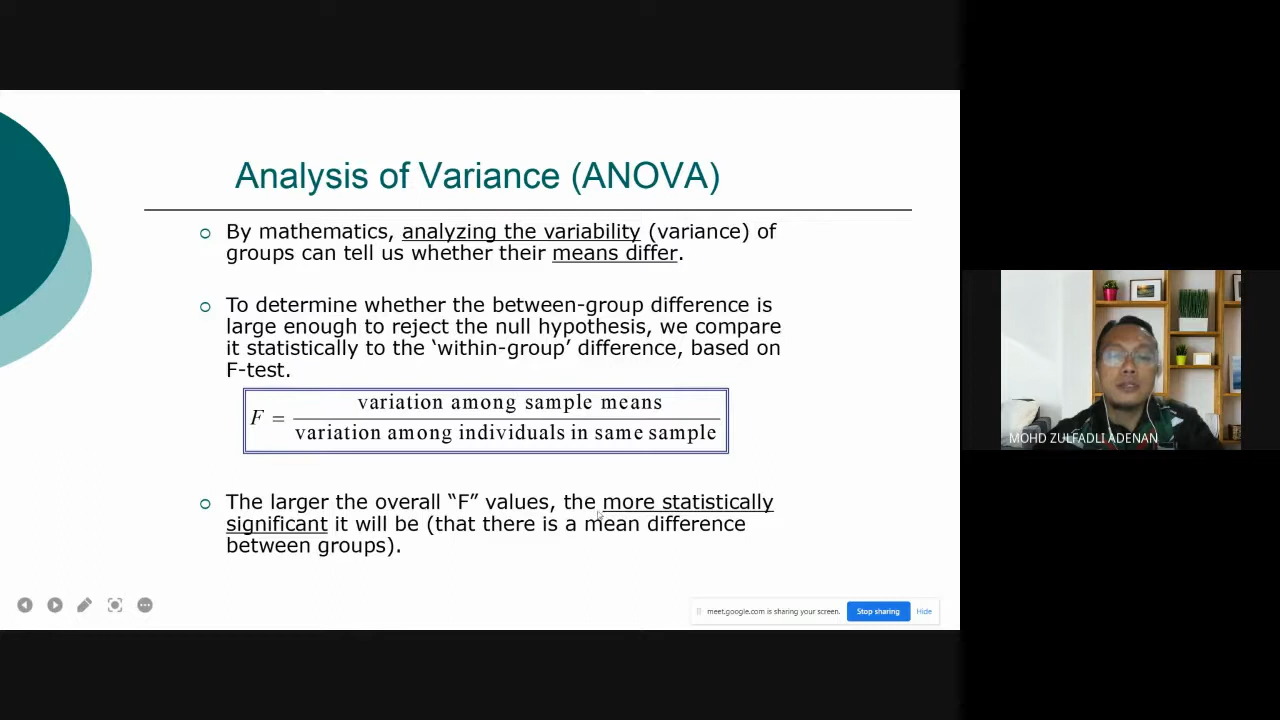 Analysis of Variance (ANOVA)
By mathematics, analyzing the variability (variance) of
groups can tell us whether their means differ.
To determine whether the between-group difference is
large enough to reject the null hypothesis, we compare
it statistically to the ‘within-group’ difference, based on
F-test.
F = variation among sample means
variation among individuals in same sample
The larger the overall “F” values, the more statistically
significant it will be (that there is a mean difference
between groups).
meet.google.com is sharing your screen. Stop sharing Hide
MOHD ZULFADLI ADENAN